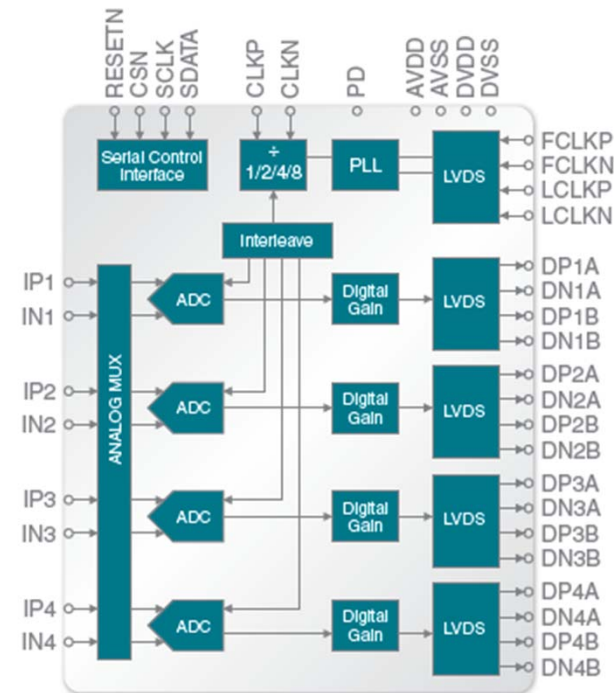 RESETN
CSN
SCLK
SDATA
CLKP
CLKN
PD
AVDD
AVSS
DVDD
DVSS
Serial Control
Interface
÷
1/2/4/8
PLL
LVDS
FCLKP
FCLKN
LCLKP
LCLKN
Interleave
IP1
IN1
ANALOG MUX
ADC
Digital
Gain
LVDS
DP1A
DN1A
DP1B
DN1B
IP2
IN2
ADC
Digital
Gain
LVDS
DP2A
DN2A
DP2B
DN2B
IP3
IN3
ADC
Digital
Gain
LVDS
DP3A
DN3A
DP3B
DN3B
IP4
IN4
ADC
Digital
Gain
LVDS
DP4A
DN4A
DP4B
DN4B